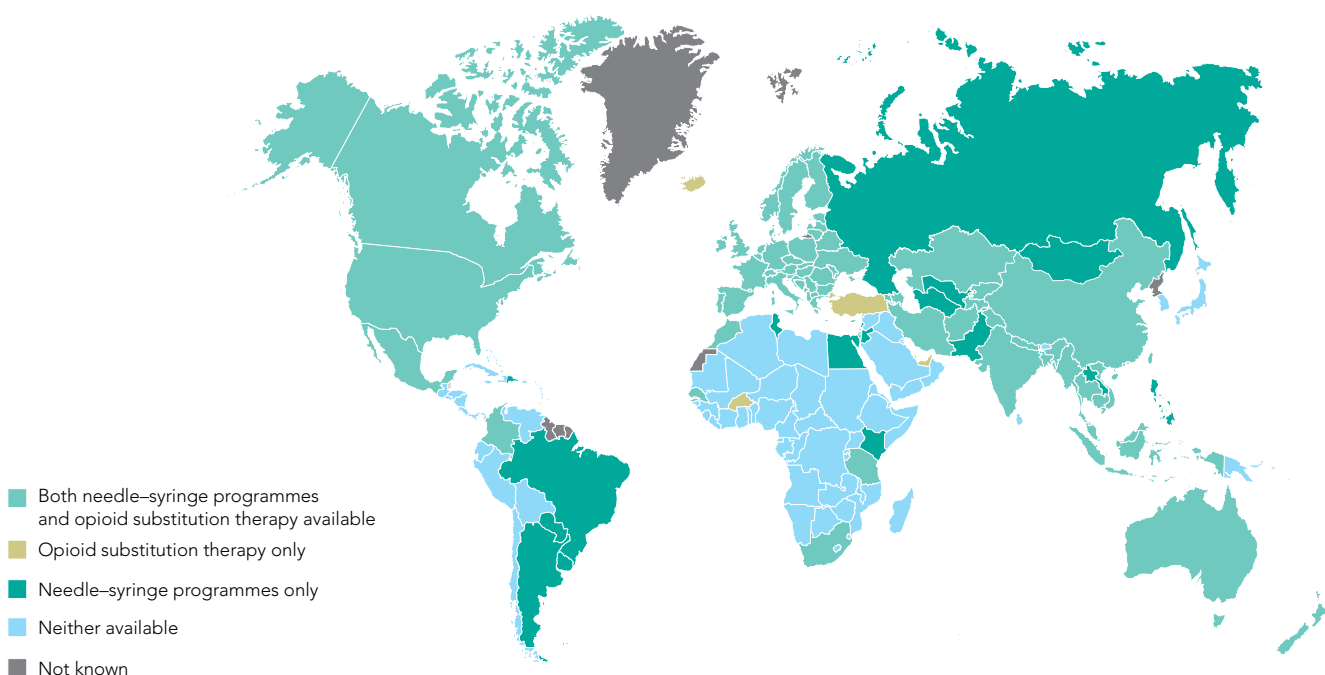 Both needle–syringe programmes
and opioid substitution therapy available
Opioid substitution therapy only
Needle–syringe programmes only
Neither available
Not known